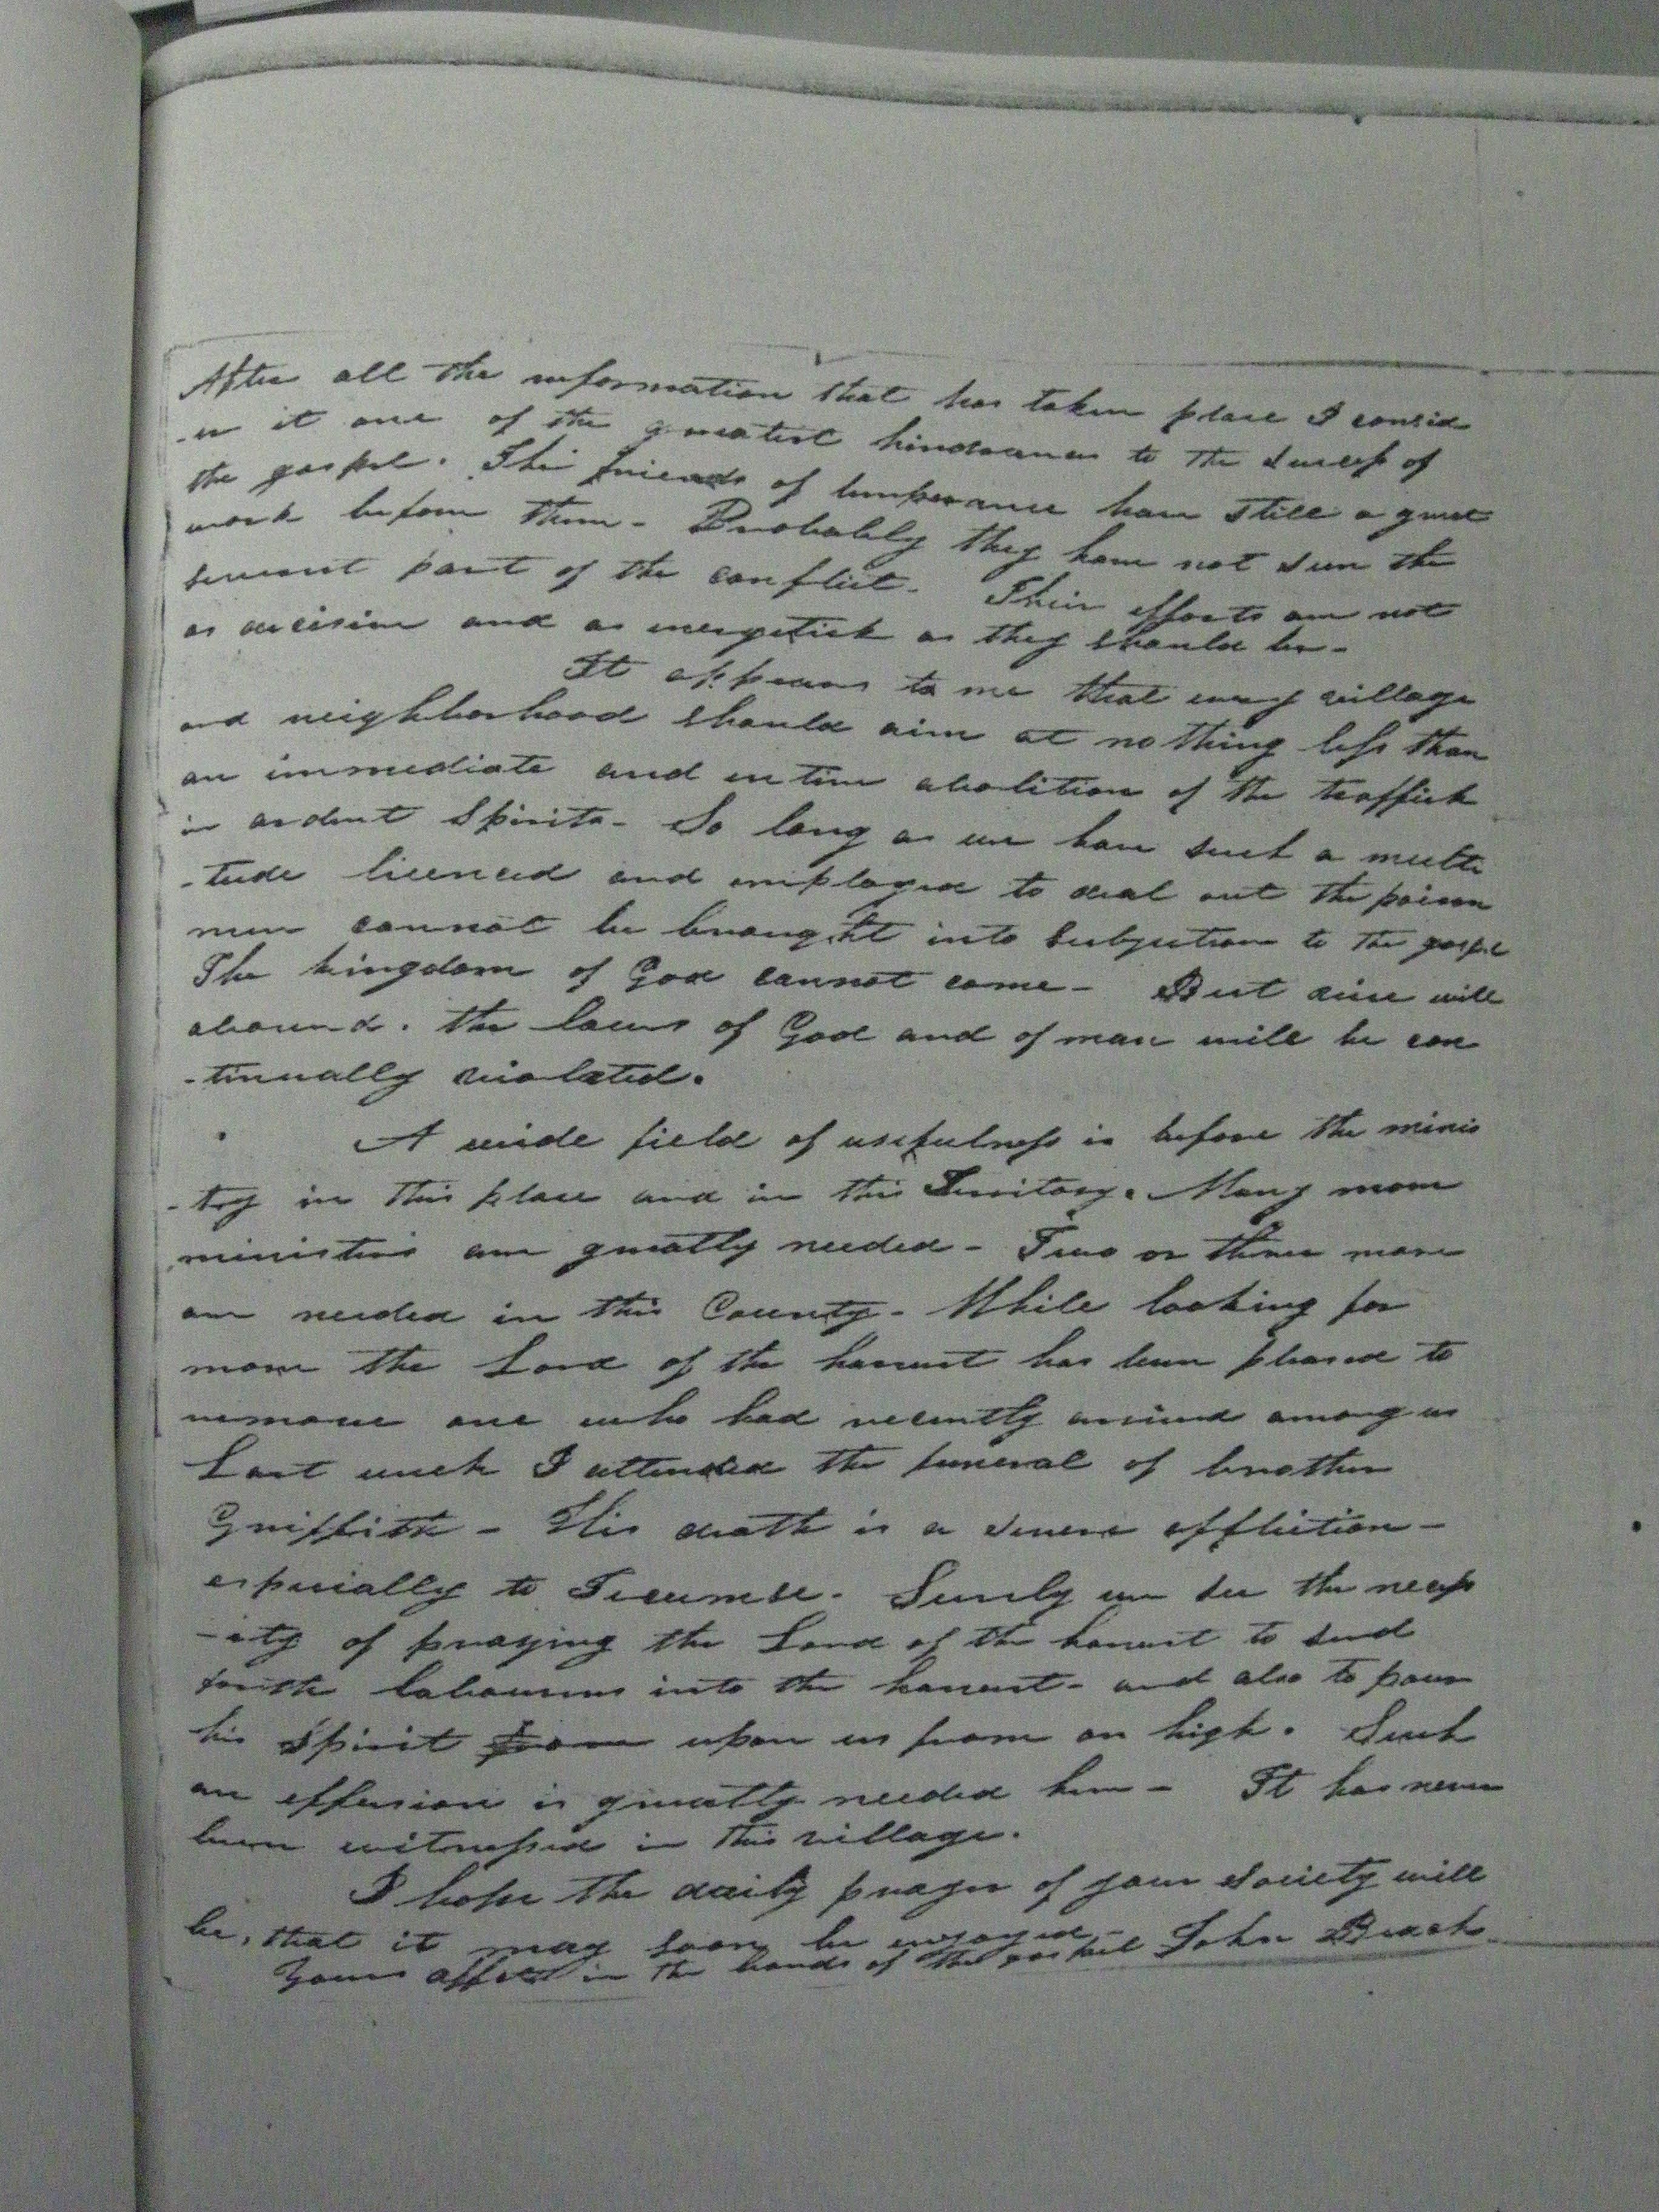 After all the reformation that has taken place I consid
-er it one of the greatest hindrances to the success of
the gospel. The friends of temperance have still a great
work before them - Probably they have not seen the
severest part of the conflict. Their efforts are not
as decisive and as energetick as they should be -
It appears to me that every village
and neighborhood should aim at nothing less than
an immediate and entire abolition of the traffick
in ardent spirits - So long as we have such a multi
-tude licenced and employed to deal out the poison
men cannot be brought into subjection to the gospel
The kingdom of God cannot come - But vice will
abound. The laws of God and of man will be con
-tinually violated.
A wide field of usefulness is before the minis
-try in this place and in this Territory. Many more
ministers are greatly needed - Two or three more
are needed in this County - While looking for
more the Lord of the harvest has been pleased to
remove one who had recently arrived among us
Last week I attended the funeral of brother
Griffith - His death is a severe affliction -
especially to Tecumse. Surely we see the necess
-ity of praying the Lord of the harvest to send
forth labourers into the harvest - and also to pour
his spirit from upon us from on high. Such
an effusion is greatly needed here - It has never
been witnessed in this village.
I hope the daily prayer of your Society will
be, that it may soon be enjoyed -
Yours affect in the bonds of the gospel John Beach